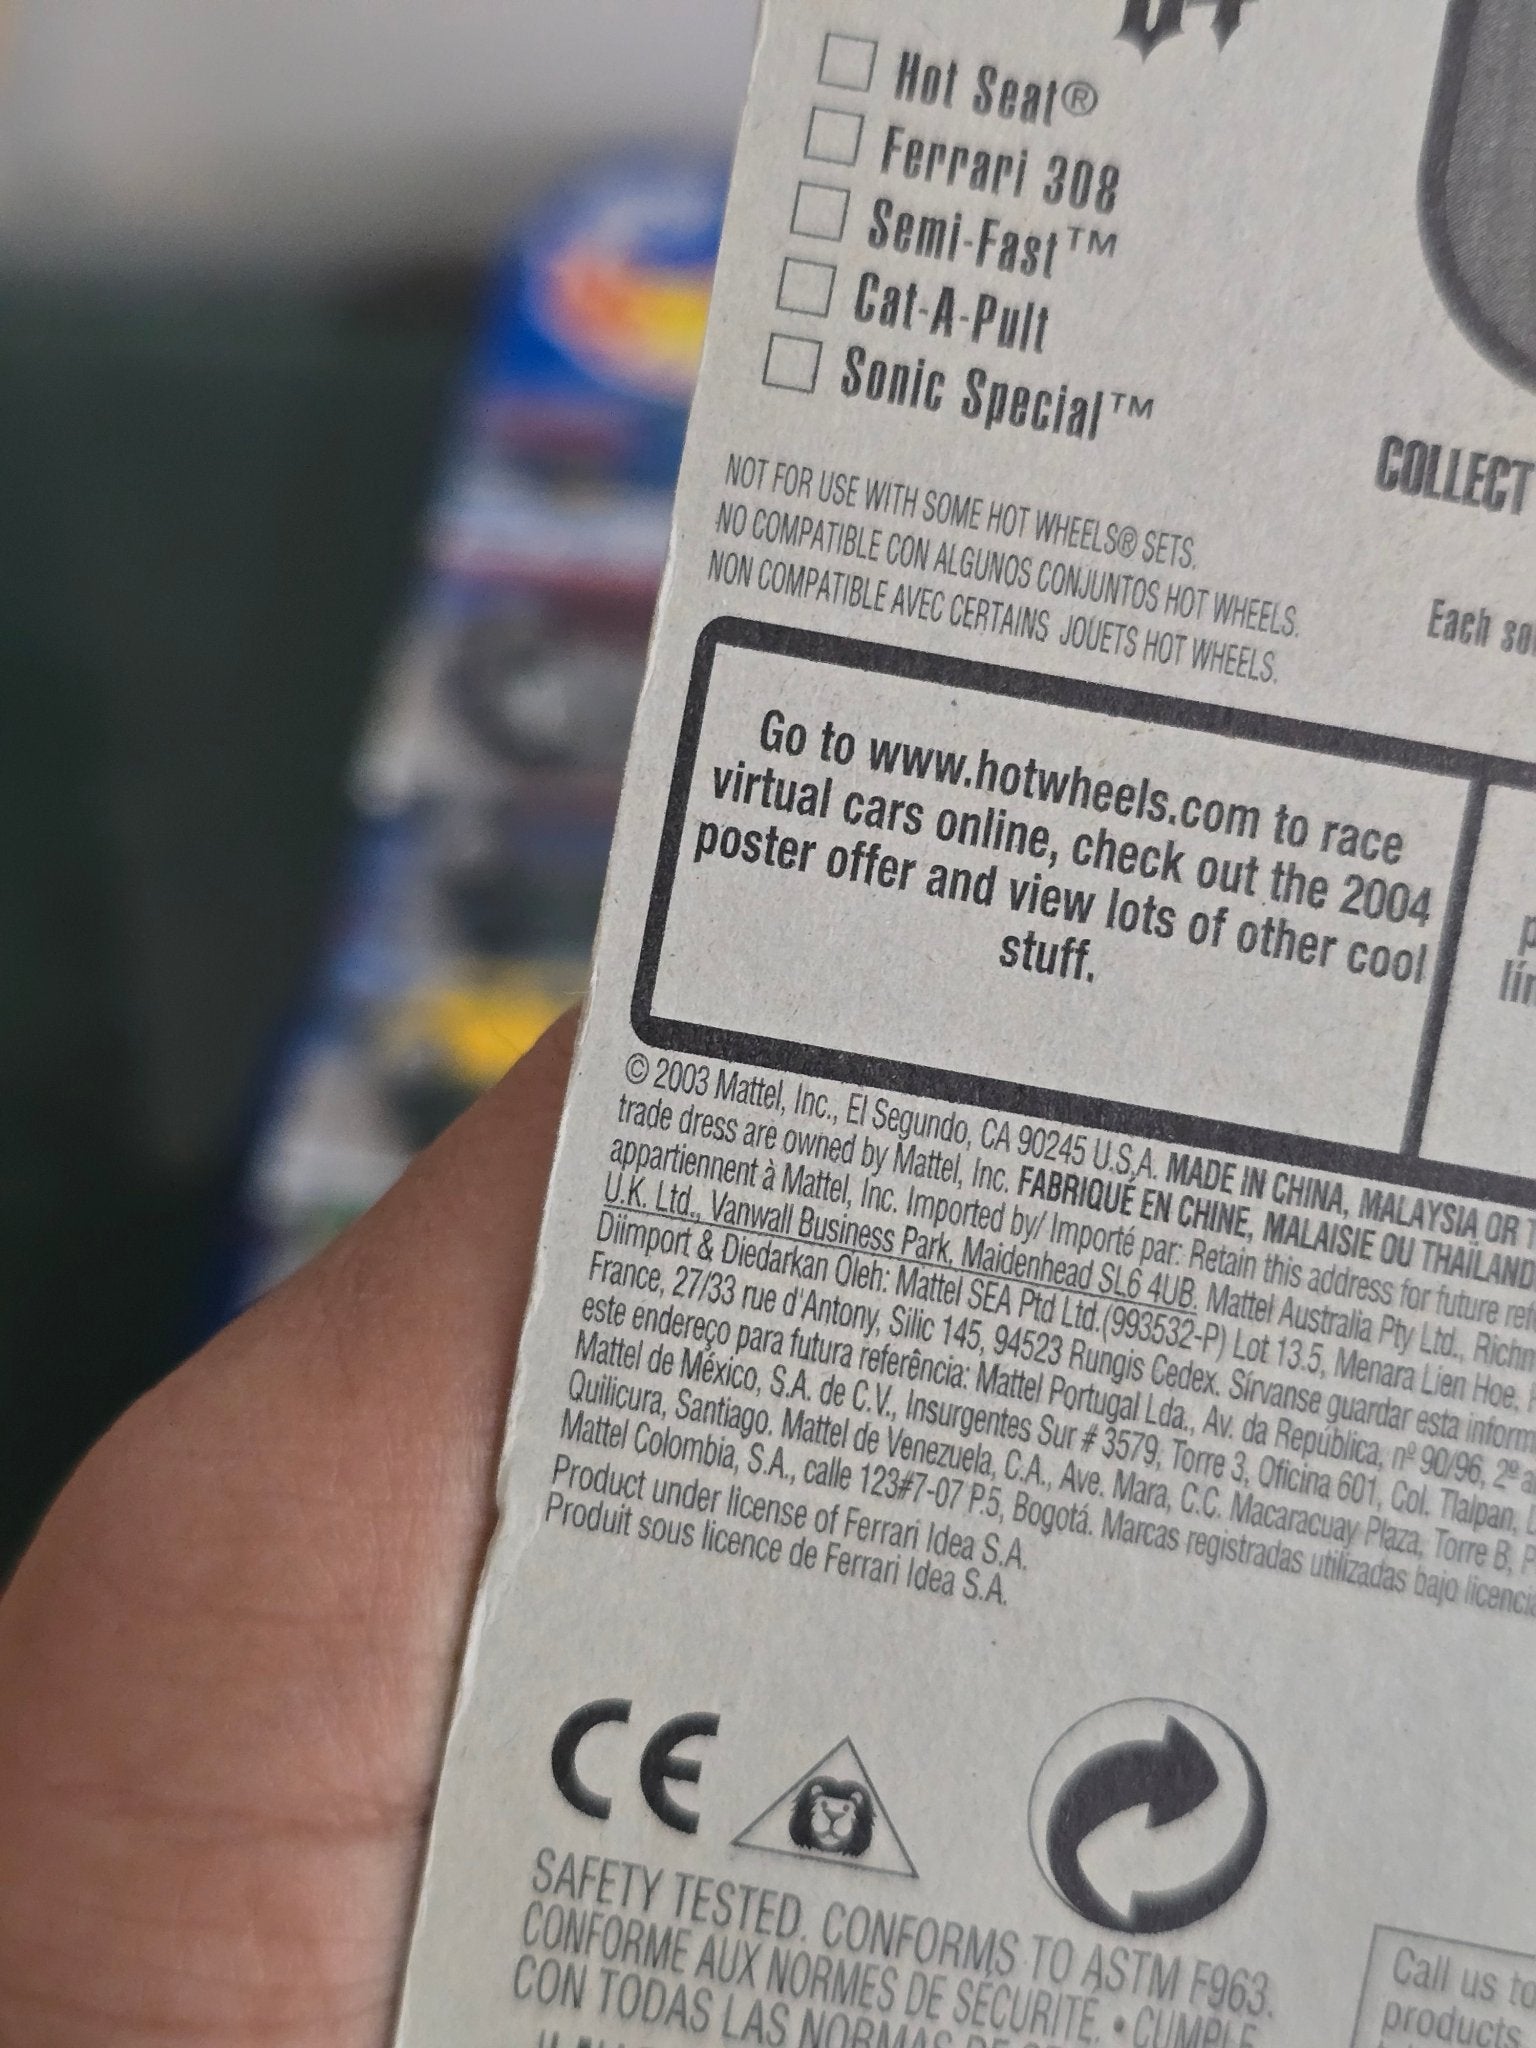 Hot Seat®
Ferrari 308
Semi-Fast™
Cat-A-Pult
Sonic Special™
COLLECT
NOT FOR USE WITH SOME HOT WHEELS® SETS.
NO COMPATIBLE CON ALGUNOS CONJUNTOS HOT WHEELS.
NON COMPATIBLE AVEC CERTAINS JOUETS HOT WHEELS.
Each
Go to www.hotwheels.com to race
virtual cars online, check out the 2004
poster offer and view lots of other cool
stuff.
© 2003 Mattel, Inc., El Segundo, CA 90245 U.S.A. MADE IN CHINA, MALAYSIA OR
trade dress are owned by Mattel, Inc. FABRIQUÉ EN CHINE, MALAISIE OU THAÏLAND
appartiennent à Mattel, Inc. Imported by/ Importé par: Retain this address for future
U.K. Ltd., Vanwall Business Park, Maidenhead SL6 4UB. Mattel Australia Pty Ltd.,
Diimport & Diedarkan Oleh: Mattel SEA Ptd Ltd.(993532-P) Lot 13.5, Menara Lien Hoe,
France, 27/33 rue d'Antony, Silic 145, 94523 Rungis Cedex. Sírvanse guardar esta
este endereço para futura referência: Mattel Portugal Lda., Av. da República, nº 90/96, 2º
Mattel de México, S.A. de C.V., Insurgentes Sur # 3579, Torre 3, Oficina 601, Col. Tlalpan,
Quilicura, Santiago. Mattel de Venezuela, C.A., Ave. Mara, C.C. Macaracuay Plaza, Torre B,
Mattel Colombia, S.A., calle 123#7-07 P.5, Bogotá. Marcas registradas utilizadas bajo
Product under license of Ferrari Idea S.A.
Produit sous licence de Ferrari Idea S.A.
CE
SAFETY TESTED. CONFORMS TO ASTM F963.
CONFORME AUX NORMES DE SÉCURITÉ. • CUMPLE
CON TODAS LAS NORMAS DE
Call us
products